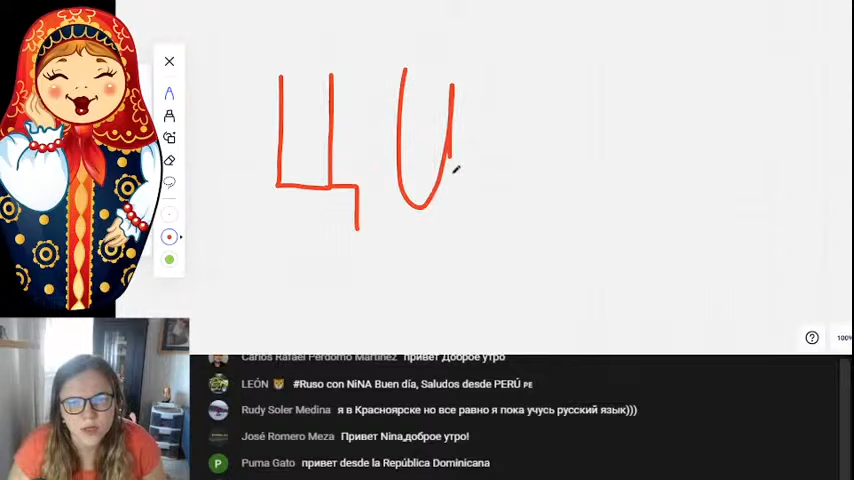 Ц U
100%
Carlos Rafael Perdomo Martinez привет Доброе утро
LEÓN 🐯 #Ruso con NiNA Buen día, Saludos desde PERÚ 🇵🇪
Rudy Soler Medina я в Красноярске но все равно я пока учусь русский язык)))
José Romero Meza Привет Nina,доброе утро!
P Puma Gato привет desde la República Dominicana